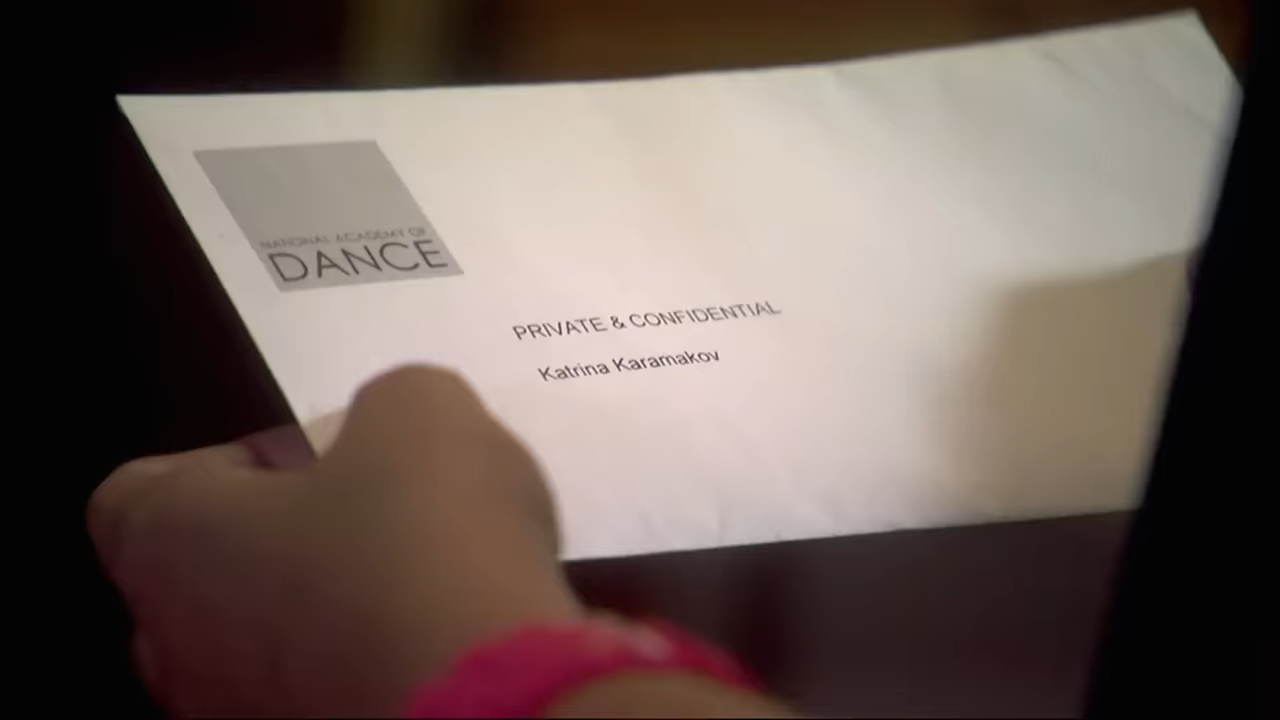 NATIONAL ACADEMY OF
DANCE
PRIVATE & CONFIDENTIAL
Katrina Karamakov